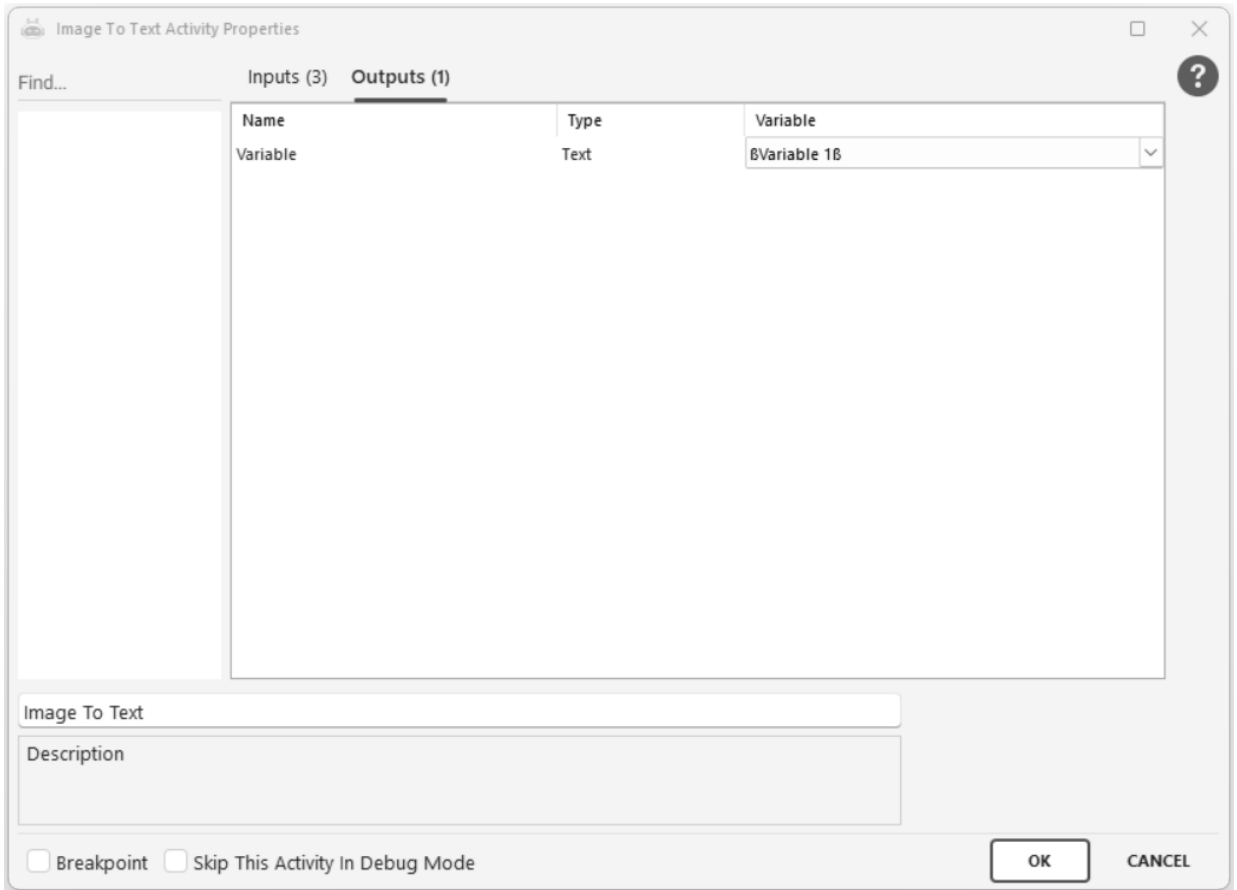 Image To Text Activity Properties
Find...
Inputs (3) Outputs (1)
?
Name Type Variable
Variable Text ßVariable 1ß
Image To Text
Description
Breakpoint Skip This Activity In Debug Mode OK CANCEL